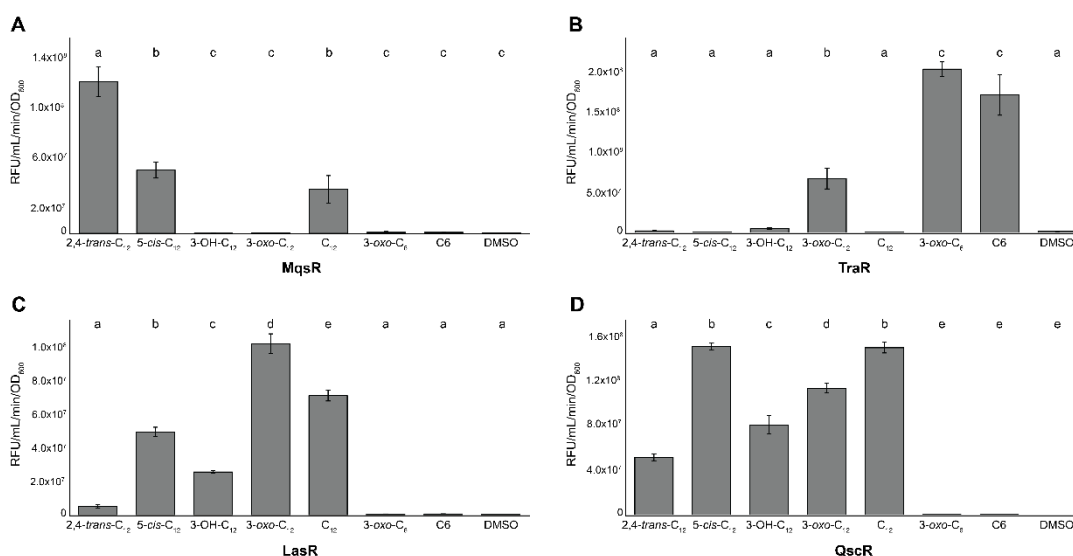 A
a b c c b c c c
1.4x10⁸
1.0x10⁸
6.0x10⁷
2.0x10⁷
0
RFU/mL/min/OD₆₀₀
2,4-trans-C₁₂ 5-cis-C₁₂ 3-OH-C₁₂ 3-oxo-C₁₂ C₁₂ 3-oxo-C₆ C6 DMSO
MqsR
B
a a a b a c c a
2.0x10⁸
5.0x10⁷
0
RFU/mL/min/OD₆₀₀
2,4-trans-C₁₂ 5-cis-C₁₂ 3-OH-C₁₂ 3-oxo-C₁₂ C₁₂ 3-oxo-C₆ C6 DMSO
TraR
C
a b c d e a a a
1.0x10⁸
8.0x10⁷
6.0x10⁷
4.0x10⁷
2.0x10⁷
0
RFU/mL/min/OD₆₀₀
2,4-trans-C₁₂ 5-cis-C₁₂ 3-OH-C₁₂ 3-oxo-C₁₂ C₁₂ 3-oxo-C₆ C6 DMSO
LasR
D
a b c d b e e e
1.6x10⁸
1.2x10⁸
8.0x10⁷
4.0x10⁷
0
RFU/mL/min/OD₆₀₀
2,4-trans-C₁₂ 5-cis-C₁₂ 3-OH-C₁₂ 3-oxo-C₁₂ C₁₂ 3-oxo-C₆ C6 DMSO
QscR